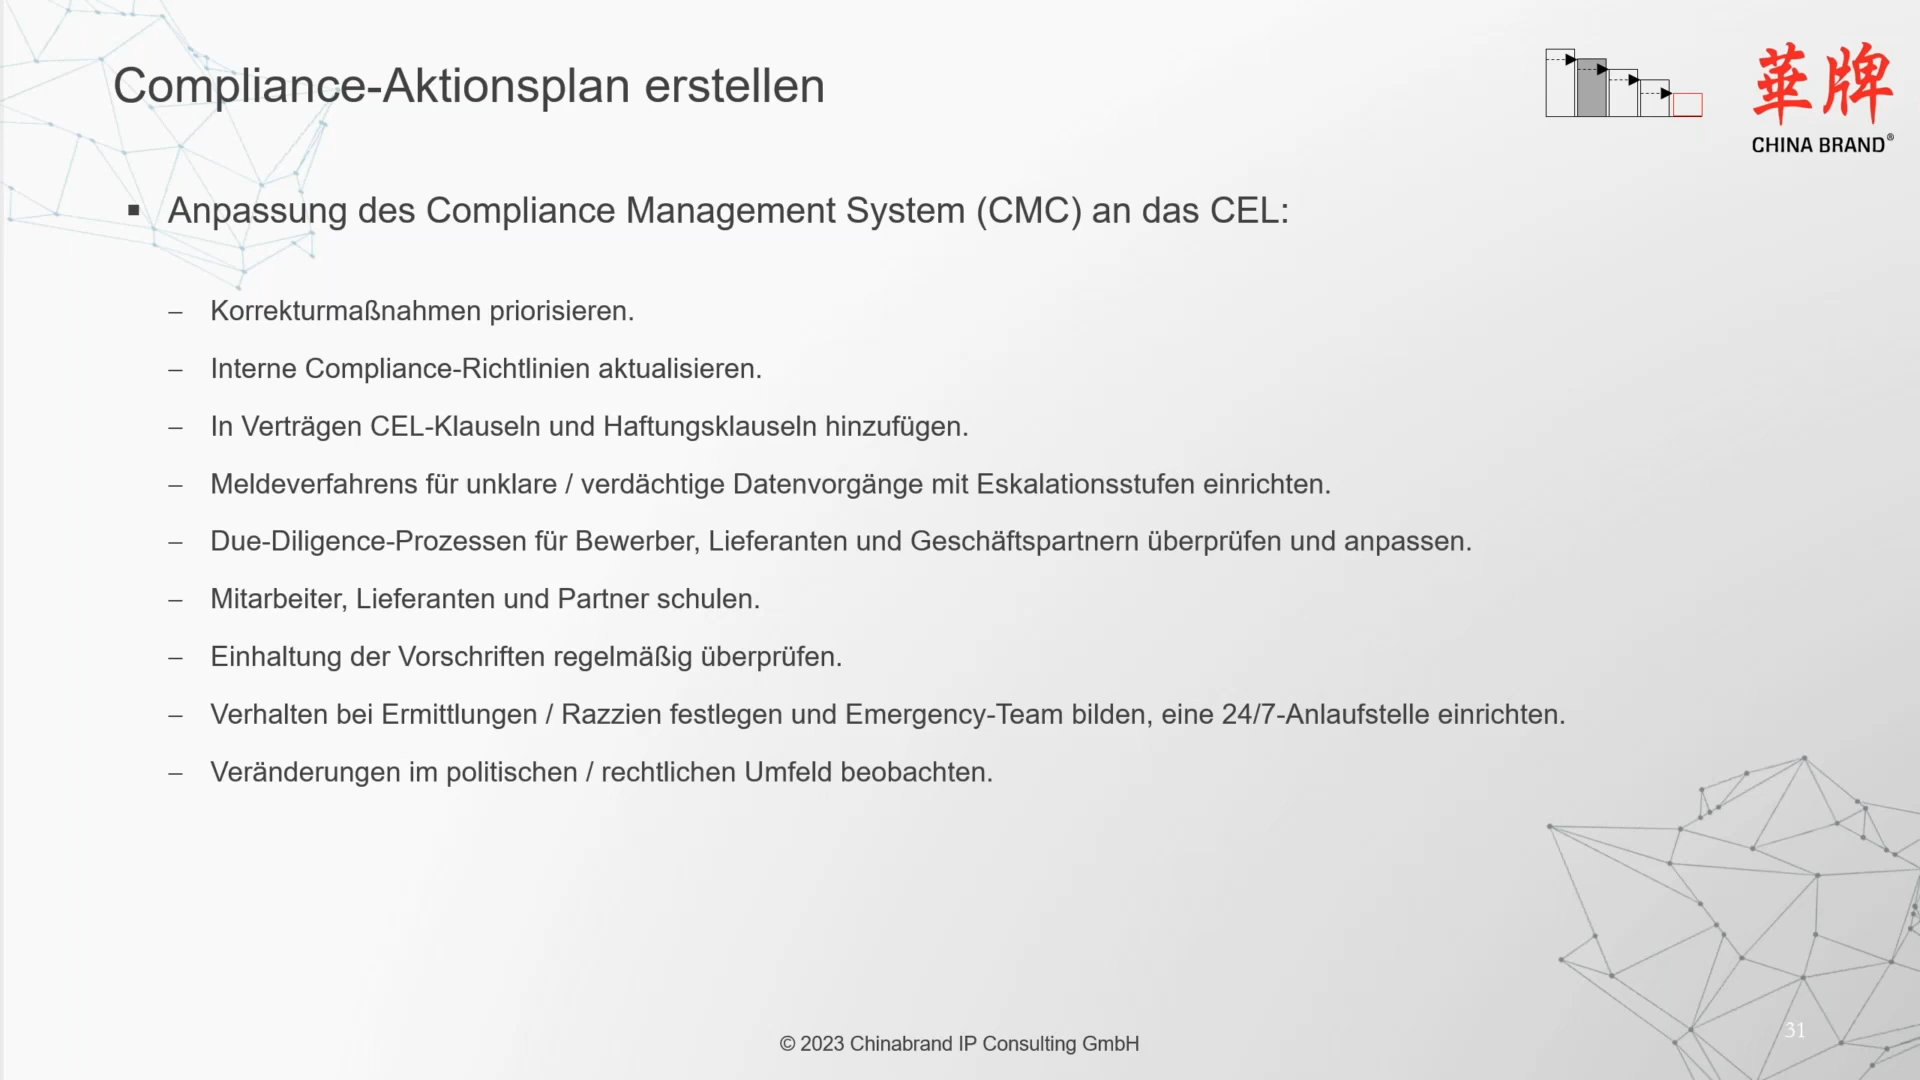 Compliance-Aktionsplan erstellen
華牌
CHINA BRAND®
▪ Anpassung des Compliance Management System (CMC) an das CEL:
– Korrekturmaßnahmen priorisieren.
– Interne Compliance-Richtlinien aktualisieren.
– In Verträgen CEL-Klauseln und Haftungsklauseln hinzufügen.
– Meldeverfahrens für unklare / verdächtige Datenvorgänge mit Eskalationsstufen einrichten.
– Due-Diligence-Prozessen für Bewerber, Lieferanten und Geschäftspartnern überprüfen und anpassen.
– Mitarbeiter, Lieferanten und Partner schulen.
– Einhaltung der Vorschriften regelmäßig überprüfen.
– Verhalten bei Ermittlungen / Razzien festlegen und Emergency-Team bilden, eine 24/7-Anlaufstelle einrichten.
– Veränderungen im politischen / rechtlichen Umfeld beobachten.
31
© 2023 Chinabrand IP Consulting GmbH